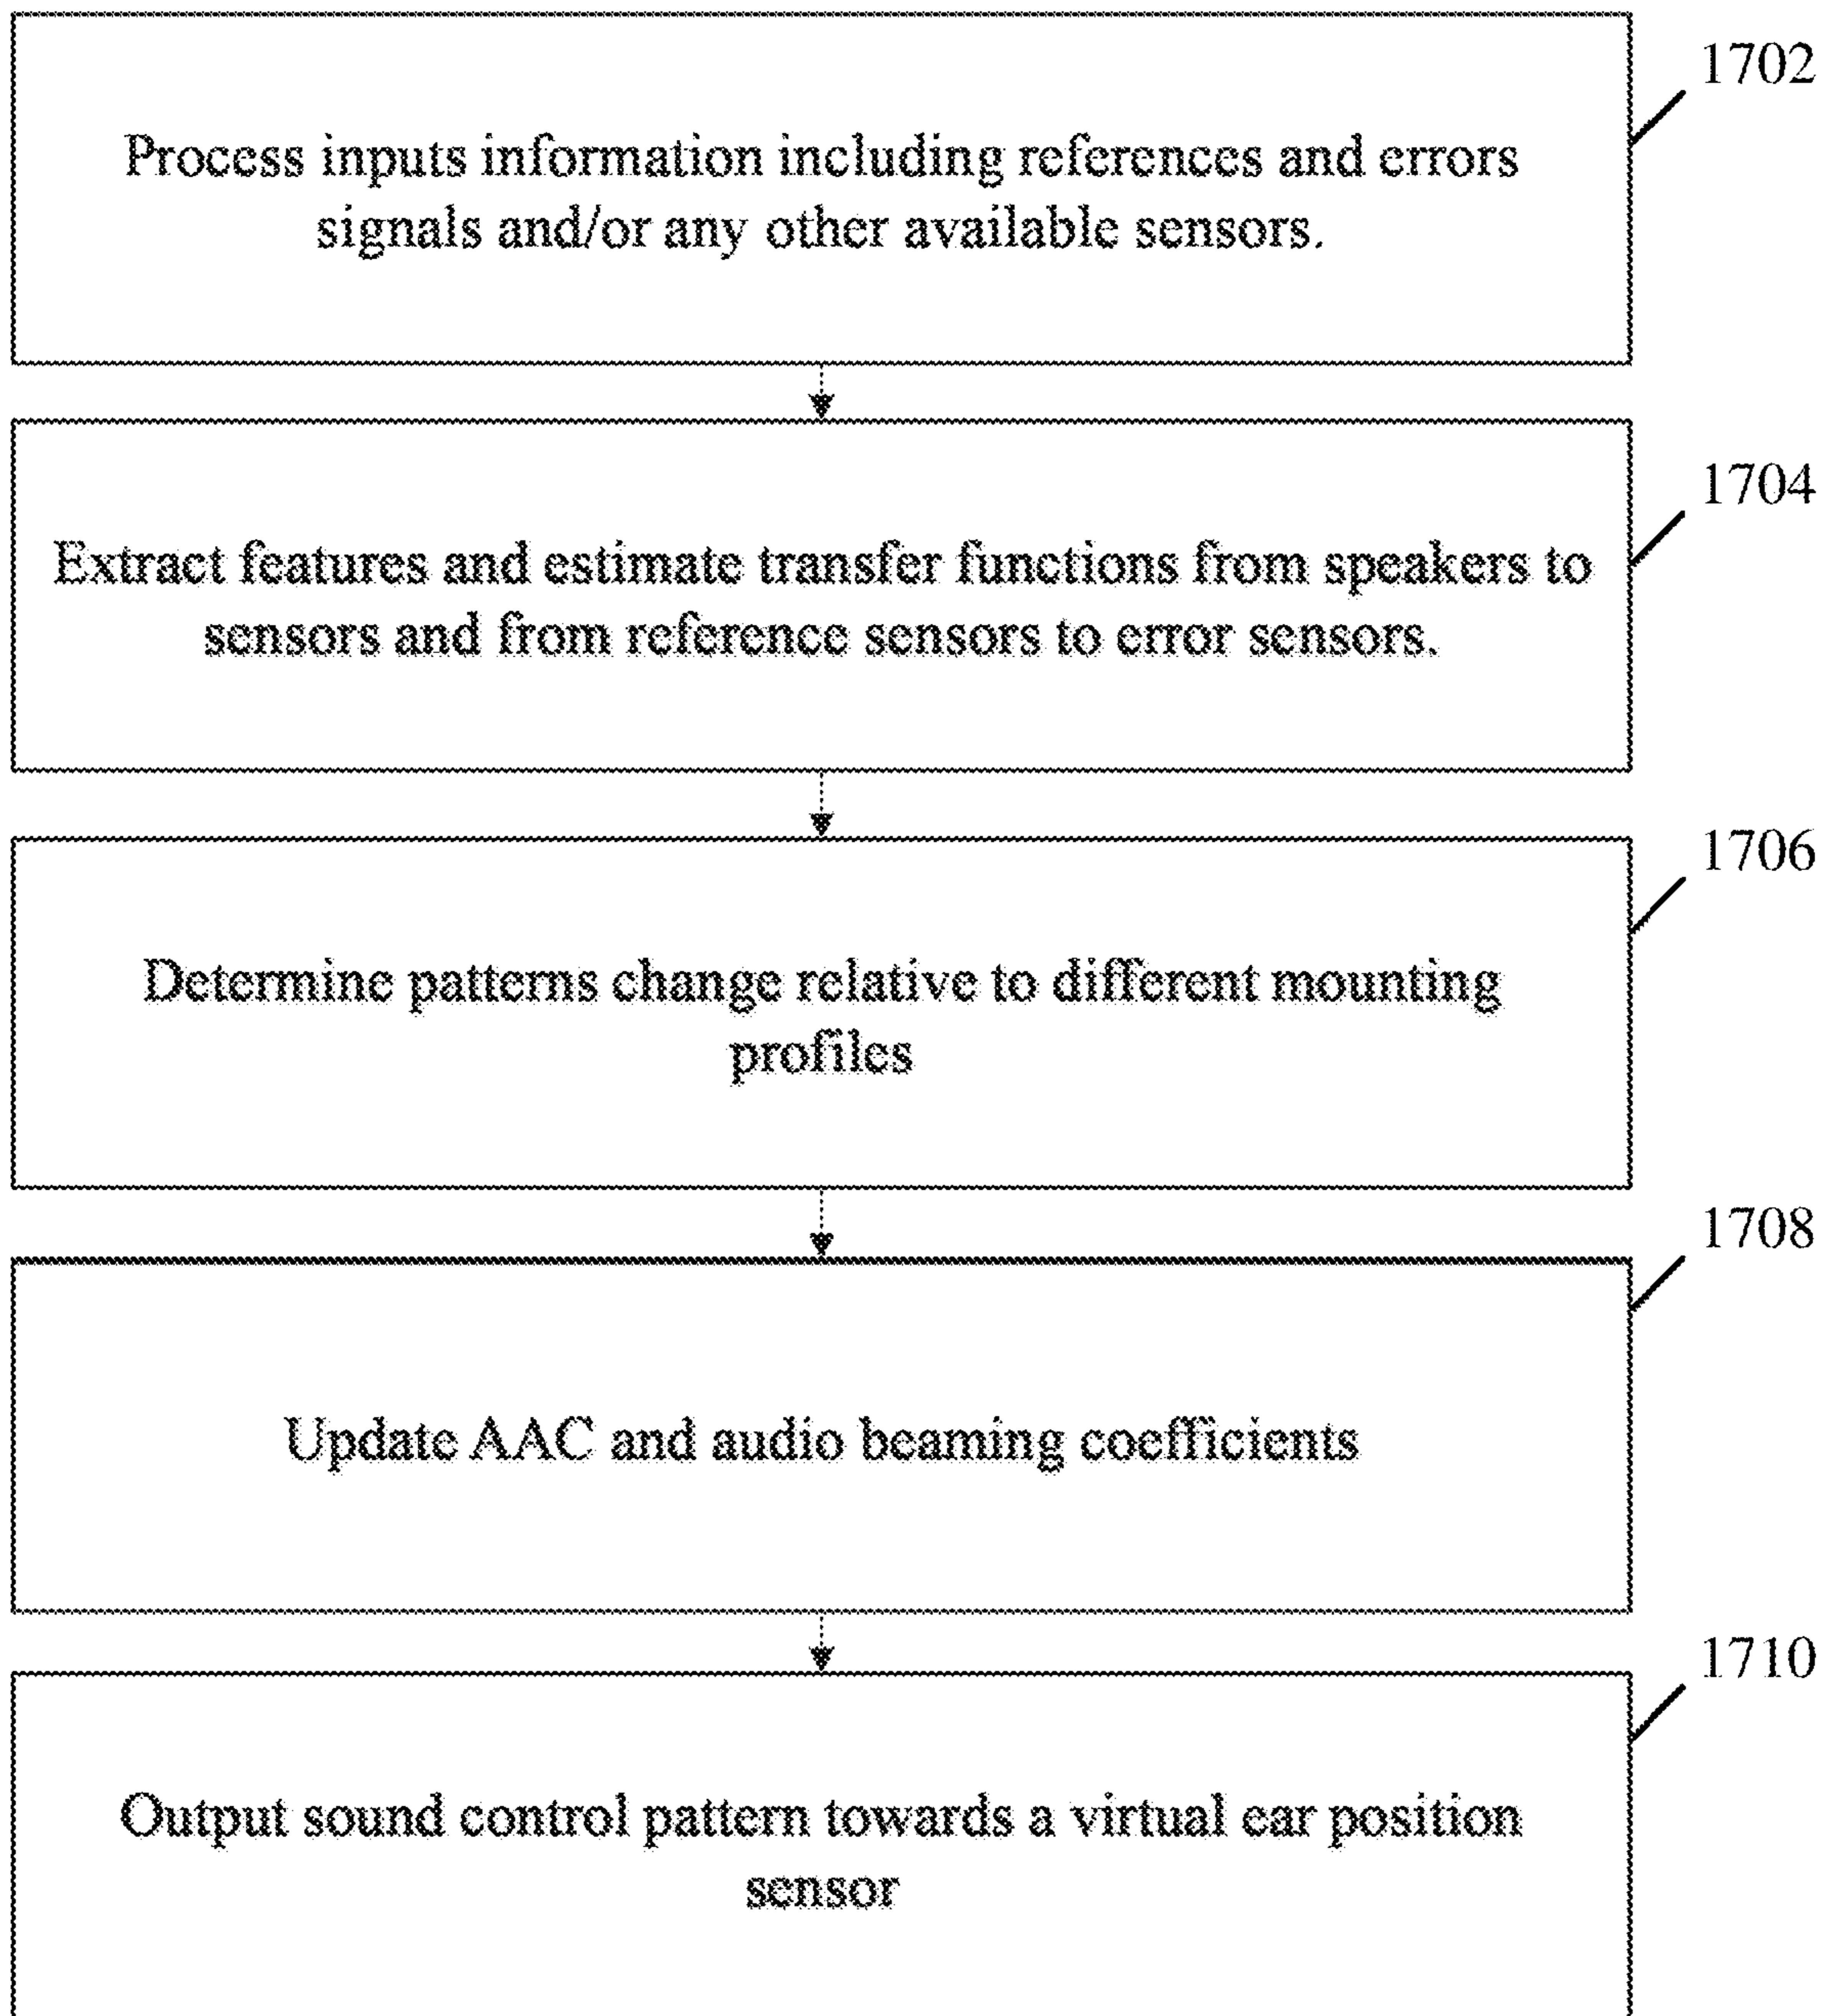 1702
Process inputs information including references and errors
signals and/or any other available sensors.
1704
Extract features and estimate transfer functions from speakers to
sensors and from reference sensors to error sensors.
1706
Determine patterns change relative to different mounting
profiles
1708
Update AAC and audio beaming coefficients
1710
Output sound control pattern towards a virtual ear position
sensor